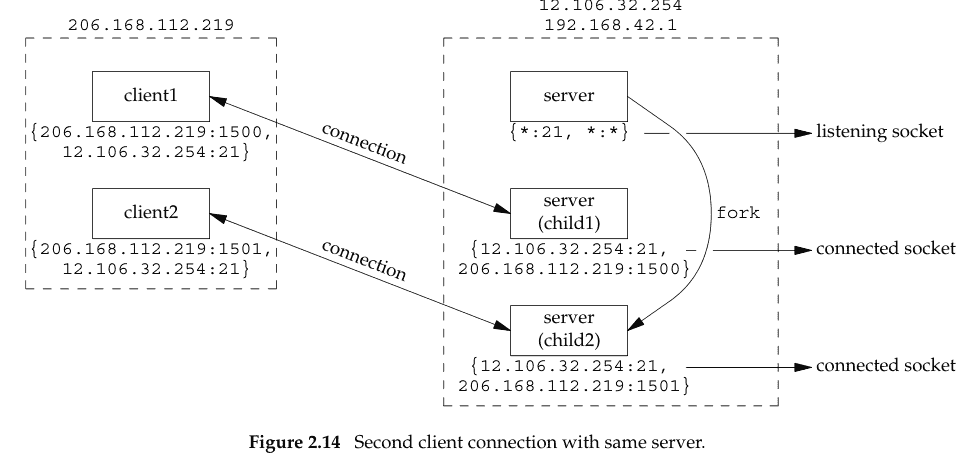 206.168.112.219
12.106.32.254
192.168.42.1
client1
{206.168.112.219:1500,
12.106.32.254:21}
connection
server
{*:21, *:*}
listening socket
client2
{206.168.112.219:1501,
12.106.32.254:21}
connection
server
(child1)
{12.106.32.254:21,
206.168.112.219:1500}
fork
connected socket
server
(child2)
{12.106.32.254:21,
206.168.112.219:1501}
connected socket
Figure 2.14 Second client connection with same server.